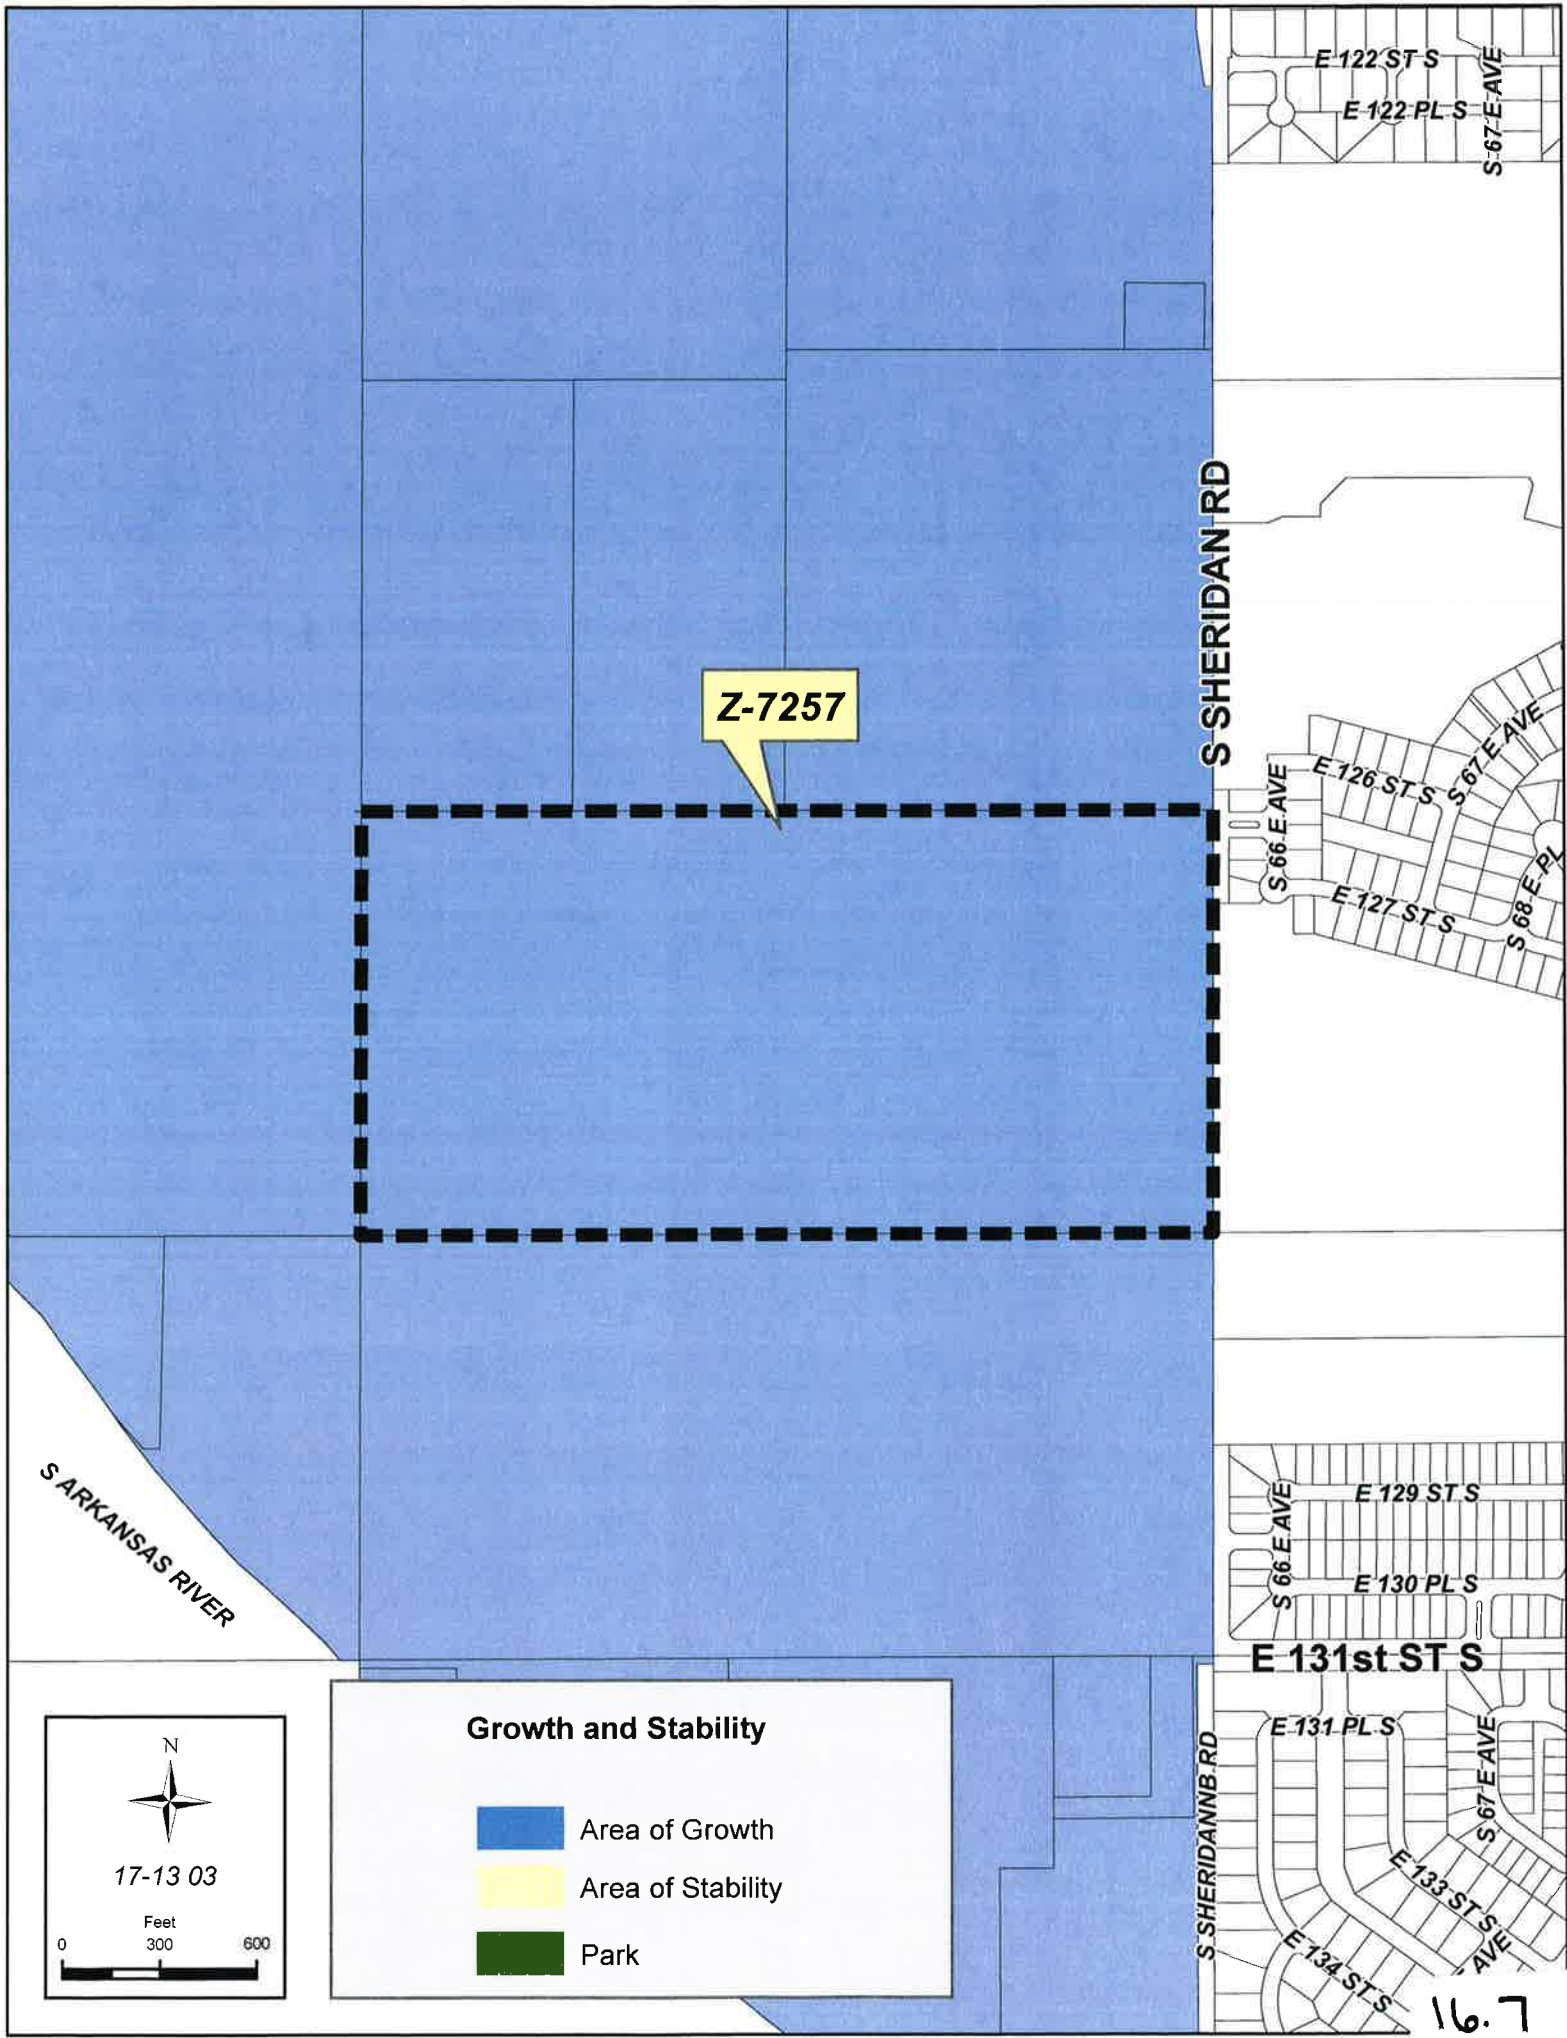 E 122 ST S
E 122 PL S
S 67 E AVE
S SHERIDAN RD
Z-7257
S 66 E AVE
E 126 ST S
S 67 E AVE
E 127 ST S
S 68 E PL
S ARKANSAS RIVER
S 66 E AVE
E 129 ST S
E 130 PL S
E 131st ST S
E 131 PL S
S SHERIDANNB RD
S 67 E AVE
E 133 ST S
E 134 ST S
AVE
N
17-13 03
Feet
0 300 600
Growth and Stability
Area of Growth
Area of Stability
Park
16.7